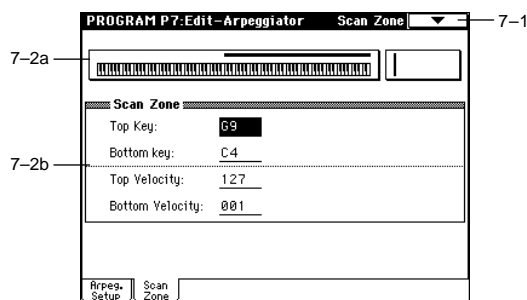 PROGRAM P7:Edit-Arpeggiator Scan Zone
7–1
7–2a
Scan Zone
Top Key: G9
Bottom key: C4
7–2b
Top Velocity: 127
Bottom Velocity: 001
Arpeg. Setup
Scan Zone